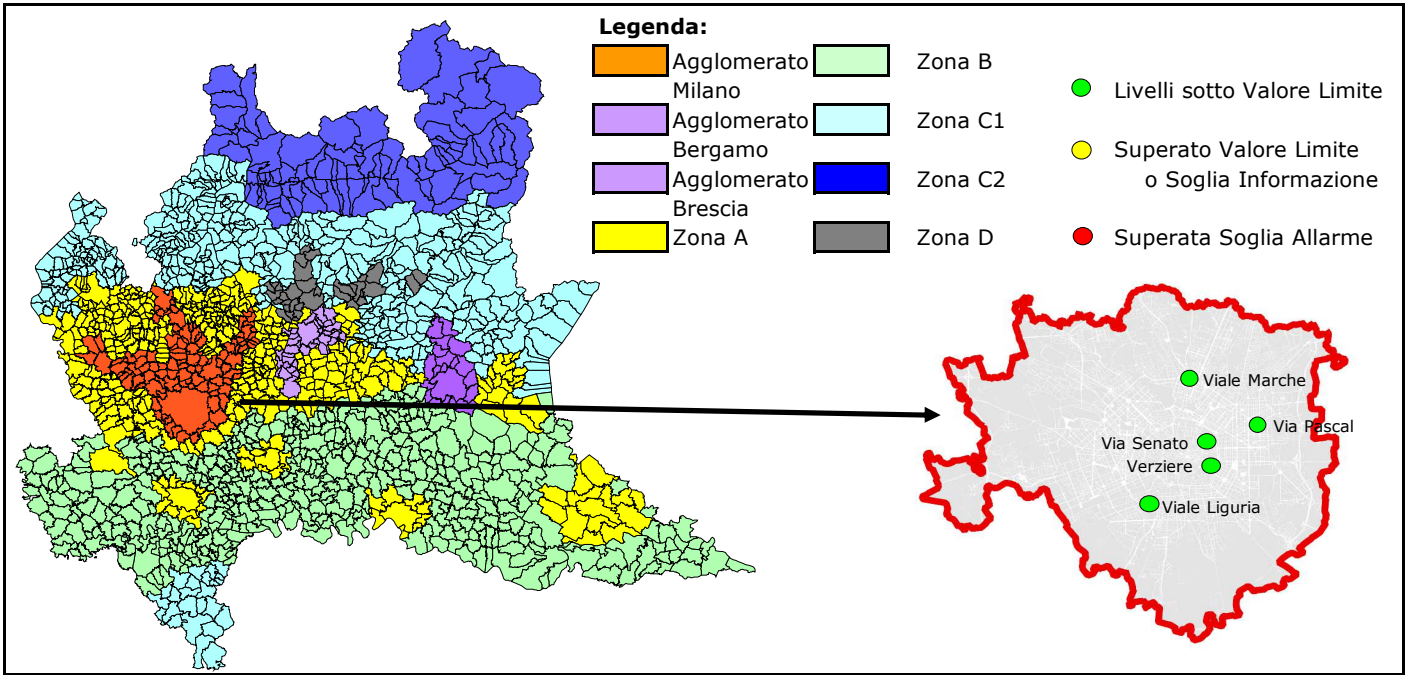 Legenda:
Agglomerato
Milano
Agglomerato
Bergamo
Agglomerato
Brescia
Zona A
Zona B
Zona C1
Zona C2
Zona D
Livelli sotto Valore Limite
Superato Valore Limite
o Soglia Informazione
Superata Soglia Allarme
Viale Marche
Via Pascal
Via Senato
Verziere
Viale Liguria